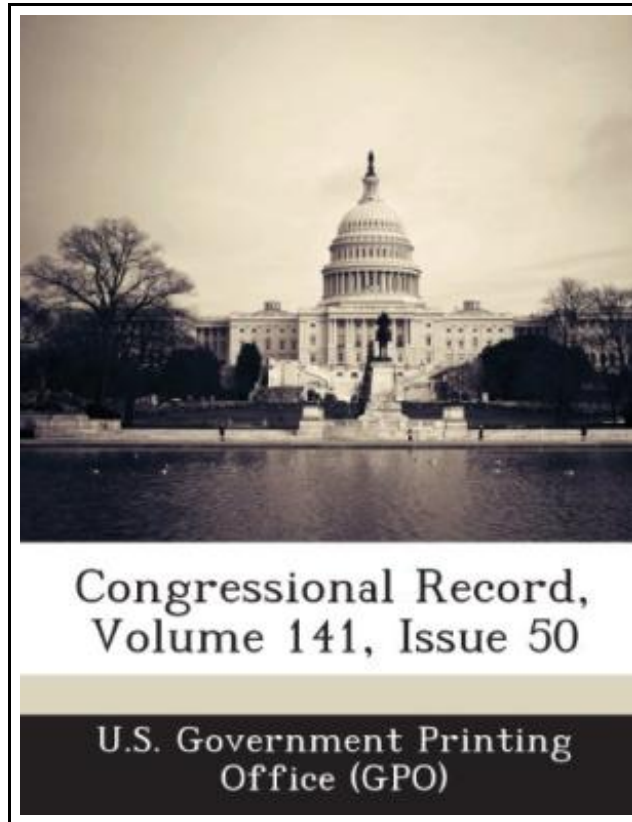 Congressional Record,
Volume 141, Issue 50
U.S. Government Printing
Office (GPO)